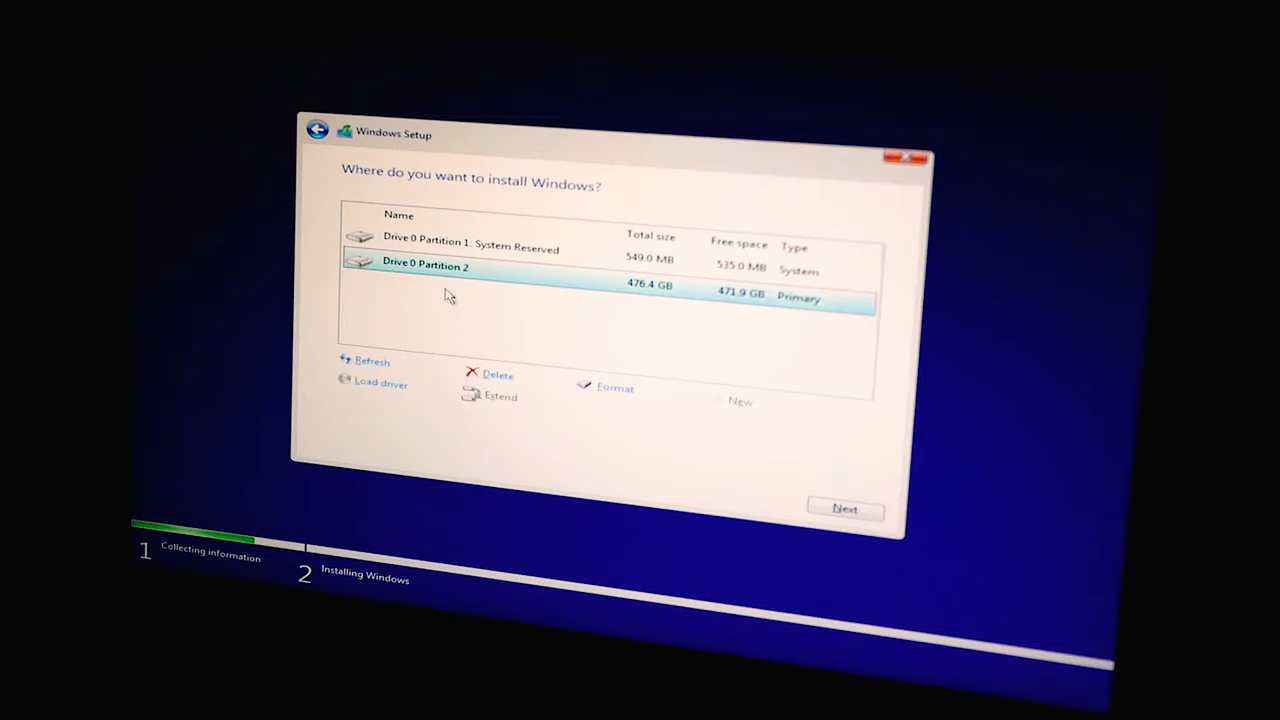 Windows Setup
Where do you want to install Windows?
Name Total size Free space Type
Drive 0 Partition 1: System Reserved 549.0 MB 535.0 MB System
Drive 0 Partition 2 476.4 GB 471.9 GB Primary
Refresh Delete Format New
Load driver Extend
Next
1 Collecting information 2 Installing Windows